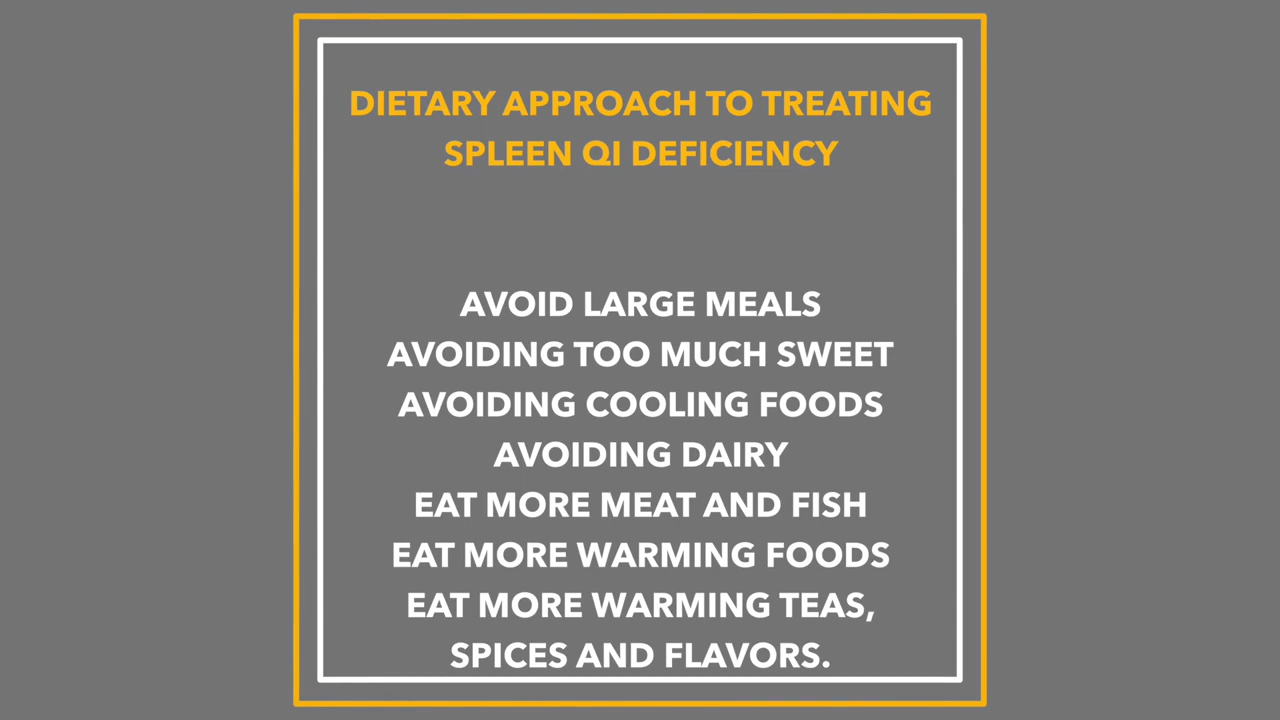 DIETARY APPROACH TO TREATING
SPLEEN QI DEFICIENCY
AVOID LARGE MEALS
AVOIDING TOO MUCH SWEET
AVOIDING COOLING FOODS
AVOIDING DAIRY
EAT MORE MEAT AND FISH
EAT MORE WARMING FOODS
EAT MORE WARMING TEAS,
SPICES AND FLAVORS.